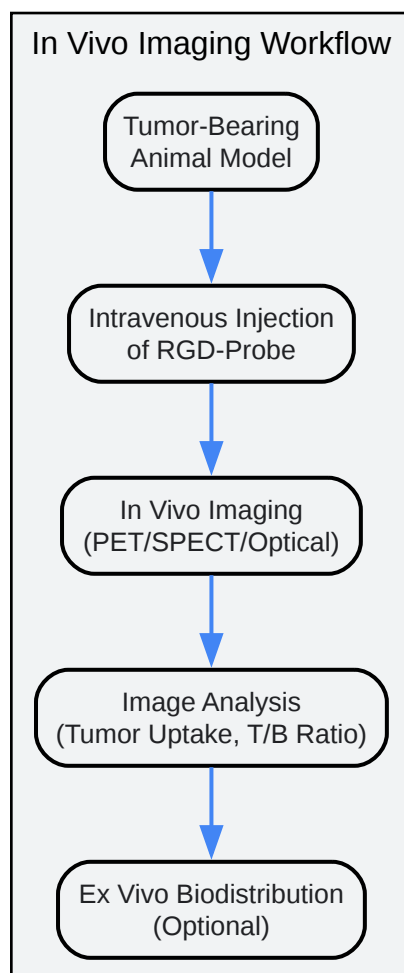 In Vivo Imaging Workflow
Tumor-Bearing
Animal Model
Intravenous Injection
of RGD-Probe
In Vivo Imaging
(PET/SPECT/Optical)
Image Analysis
(Tumor Uptake, T/B Ratio)
Ex Vivo Biodistribution
(Optional)